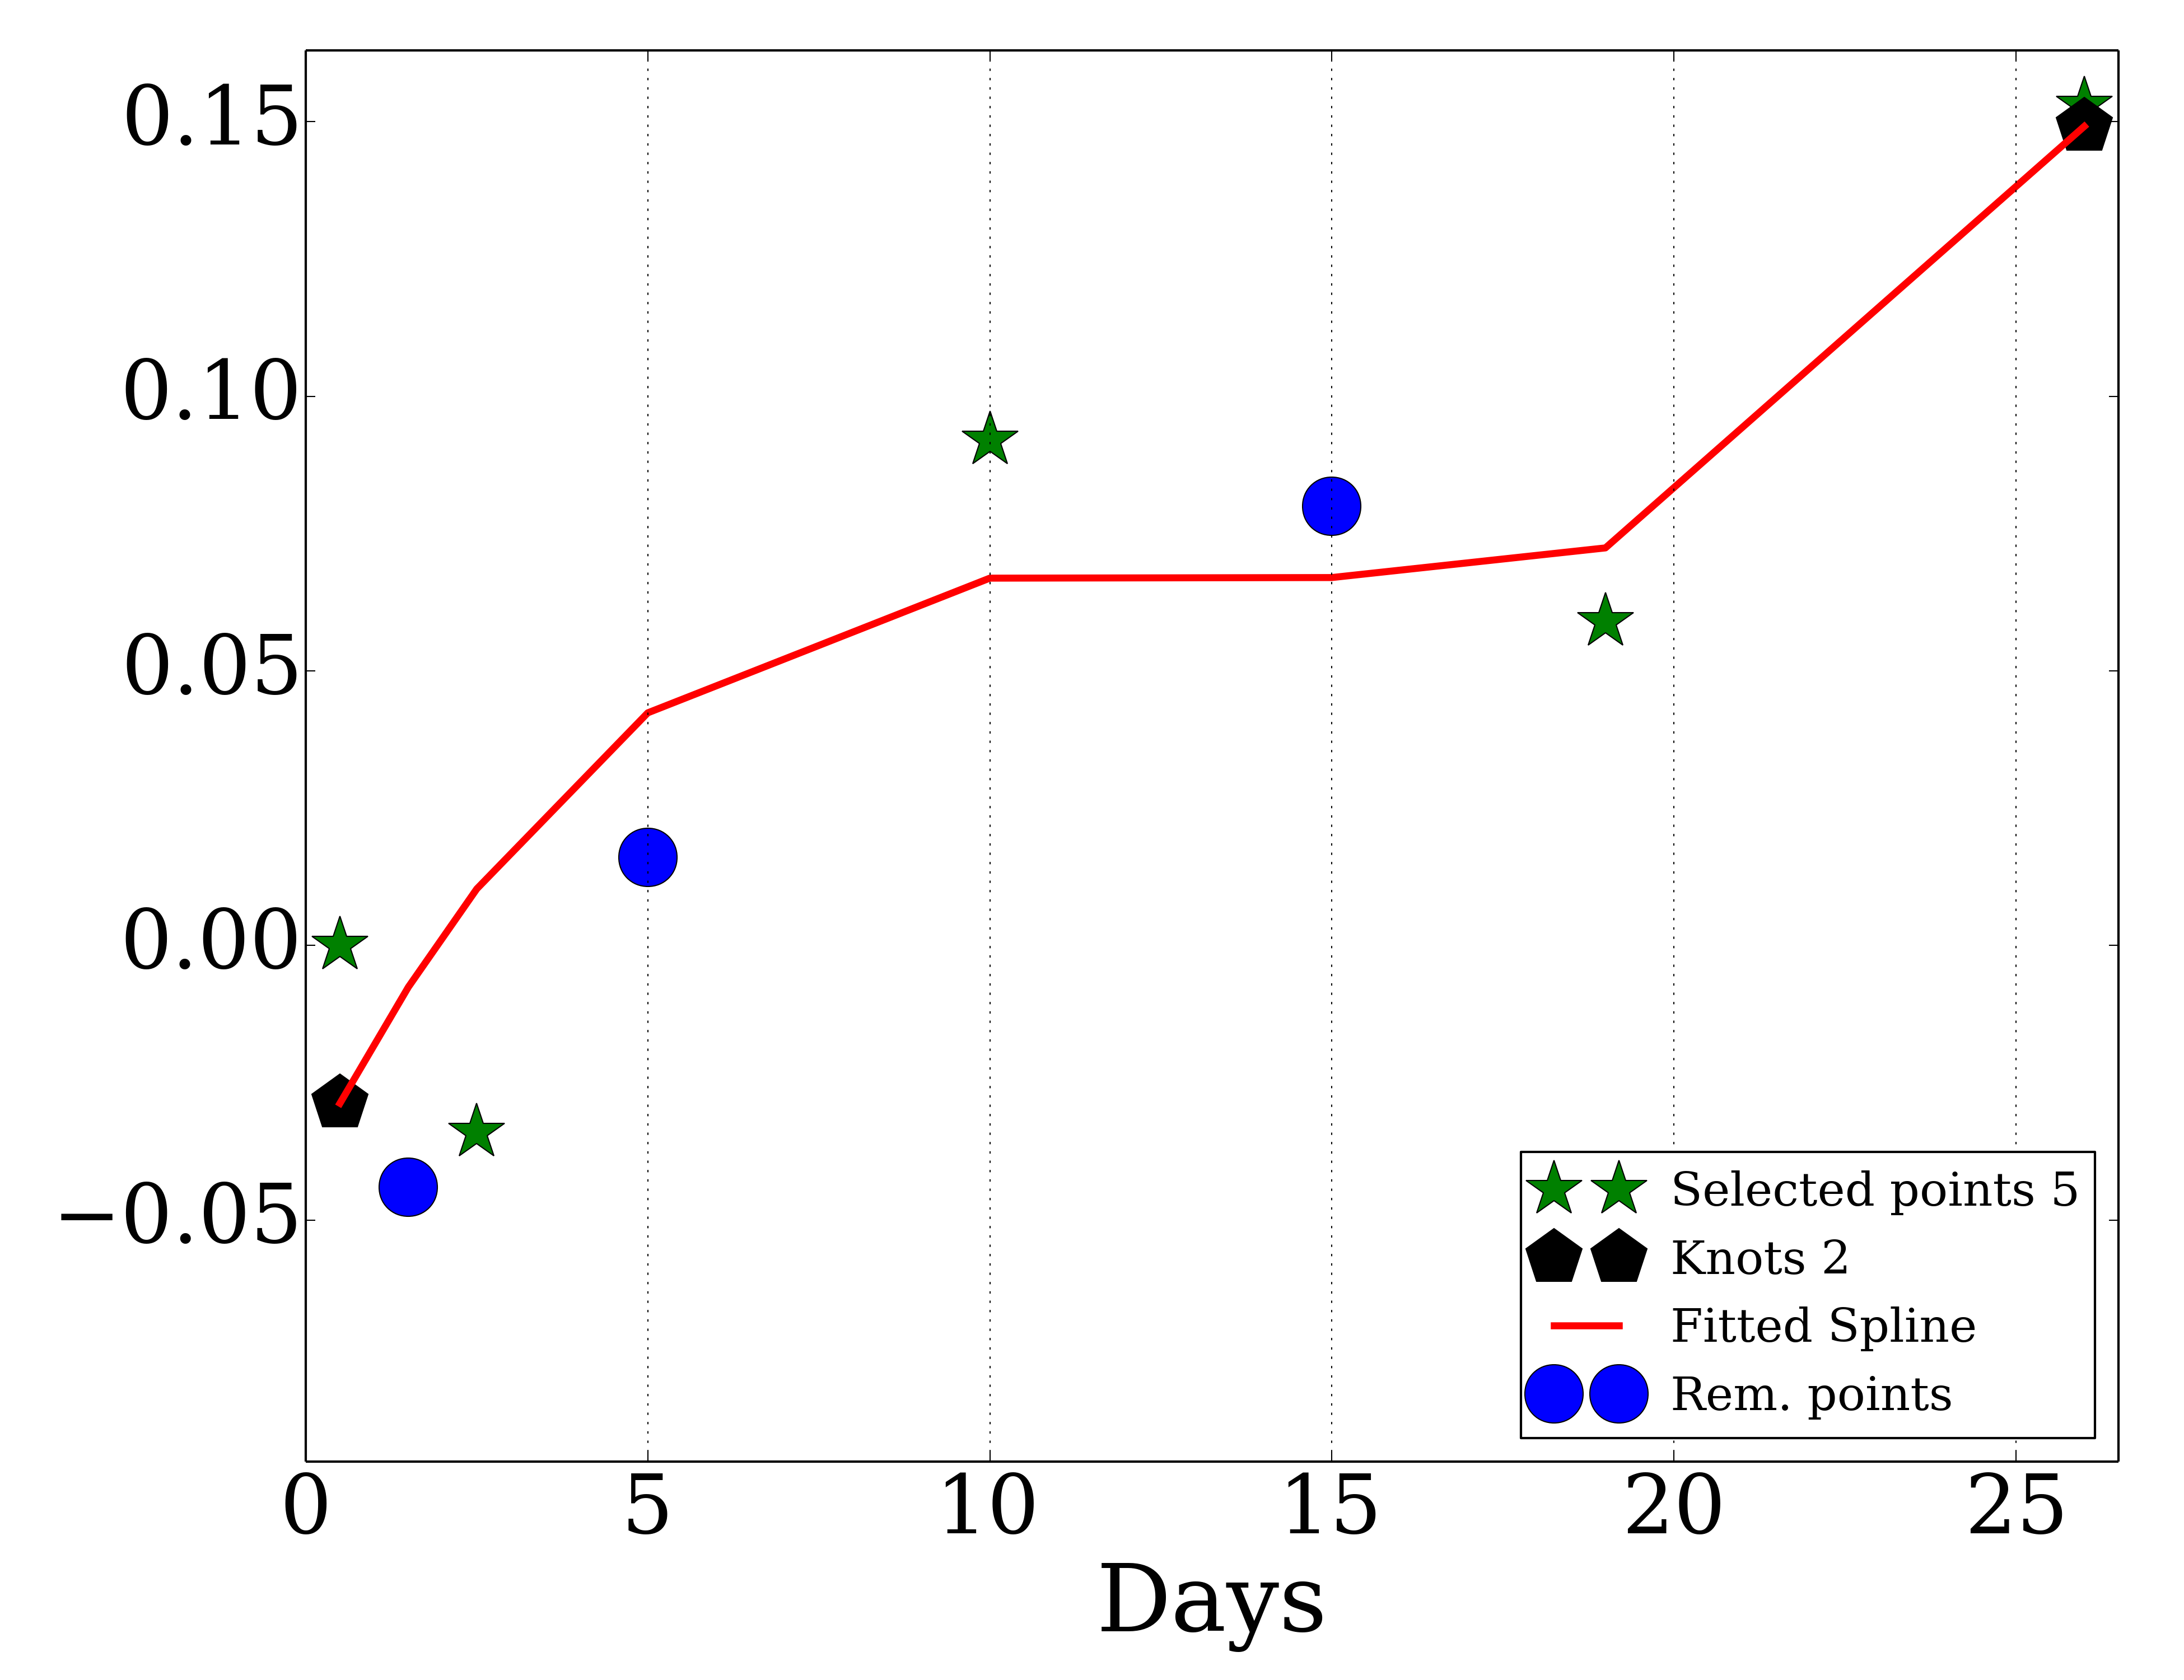 0.15
0.10
0.05
0.00
−0.05
0 5 10 15 20 25
Days
Selected points 5
Knots 2
Fitted Spline
Rem. points